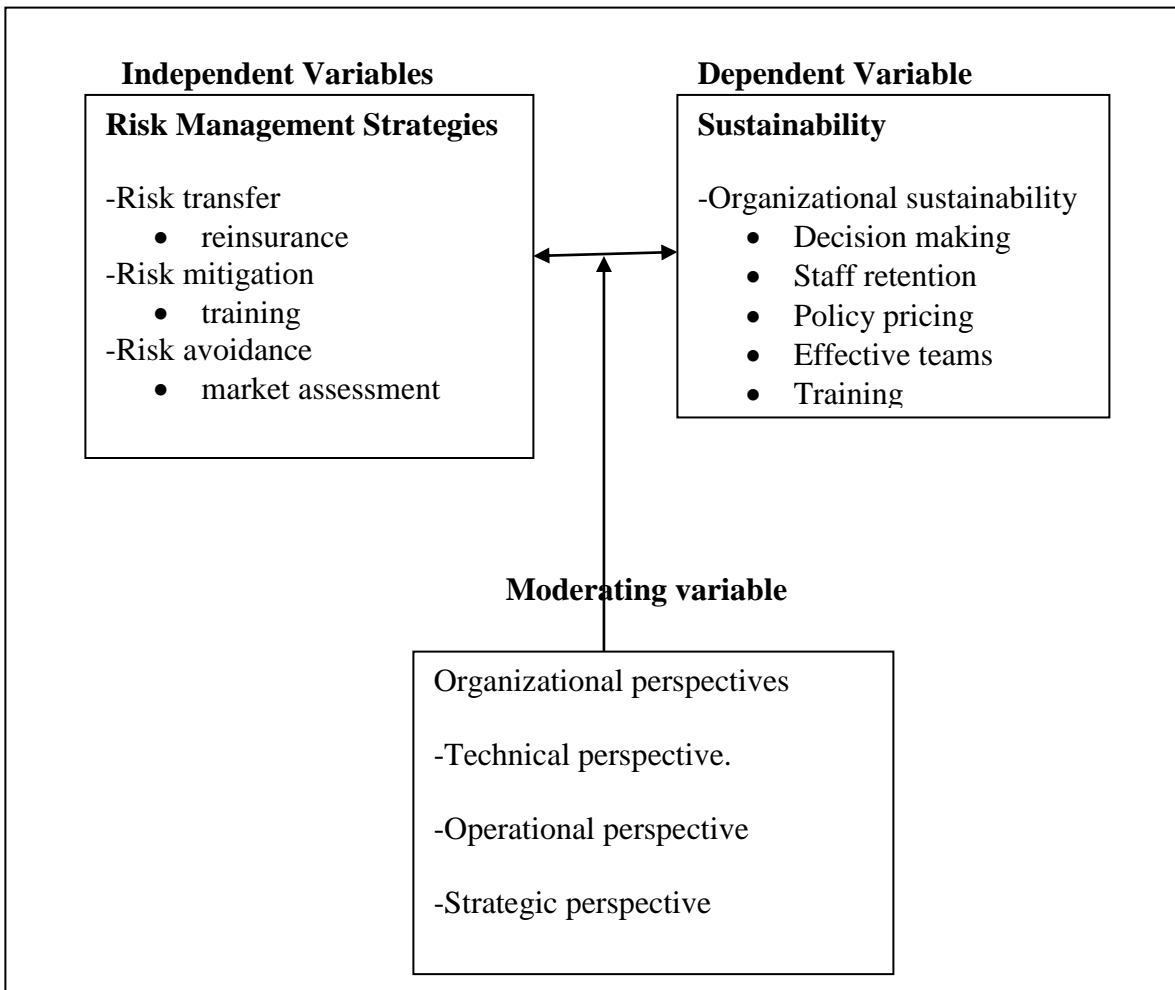 Independent Variables
Risk Management Strategies
-Risk transfer
• reinsurance
-Risk mitigation
• training
-Risk avoidance
• market assessment
Dependent Variable
Sustainability
-Organizational sustainability
• Decision making
• Staff retention
• Policy pricing
• Effective teams
• Training
Moderating variable
Organizational perspectives
-Technical perspective.
-Operational perspective
-Strategic perspective